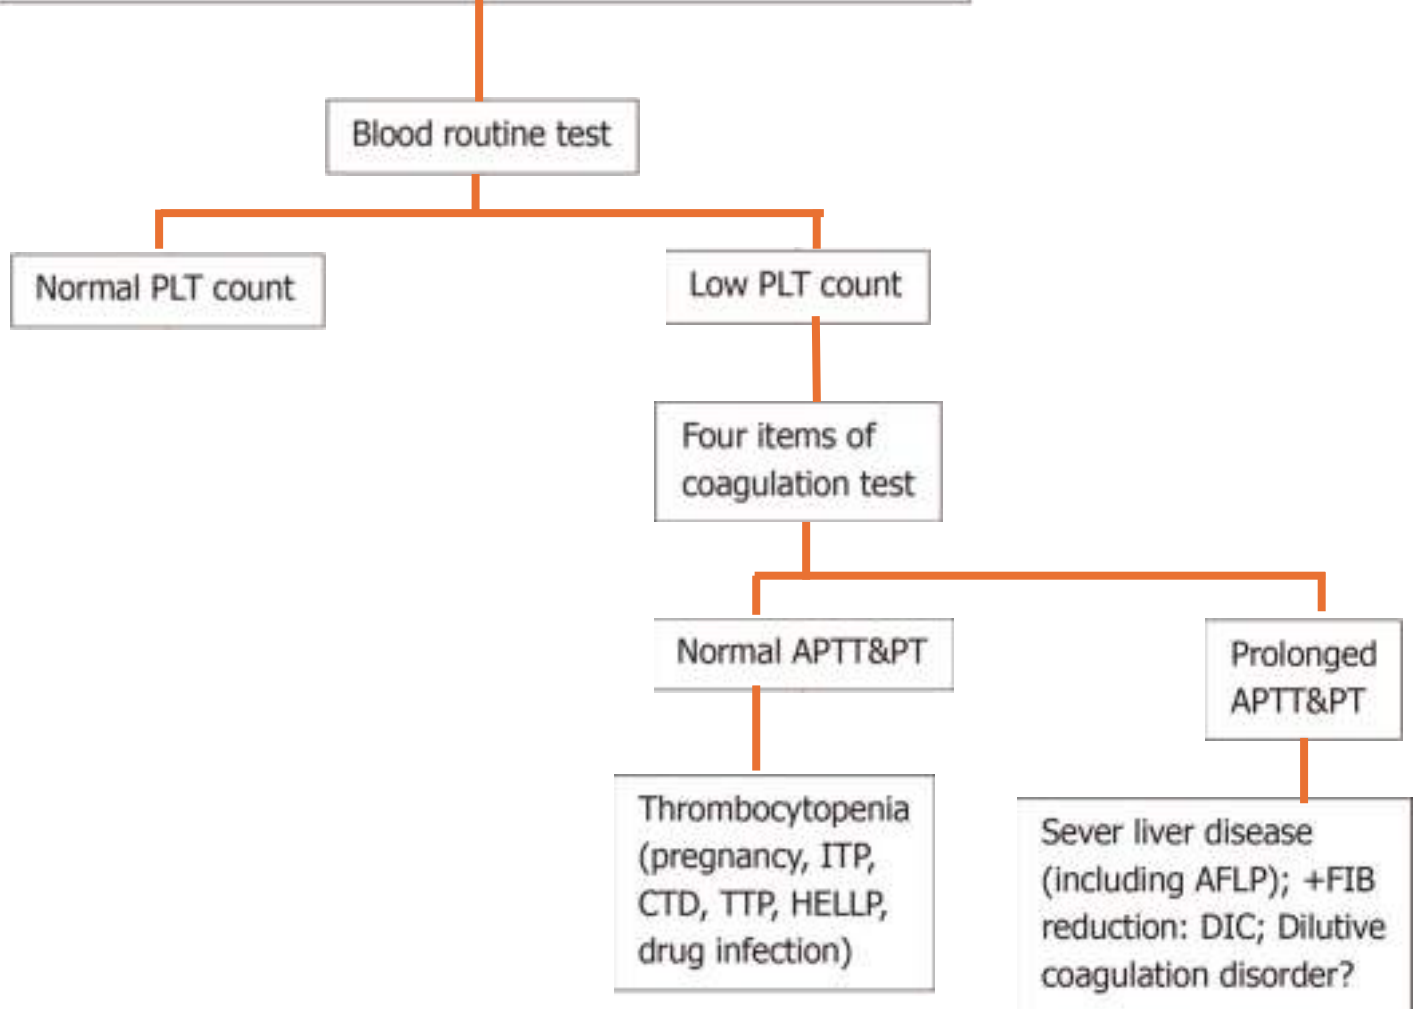 Blood routine test
Normal PLT count
Low PLT count
Four items of
coagulation test
Normal APTT&PT
Prolonged
APTT&PT
Thrombocytopenia
(pregnancy, ITP,
CTD, TTP, HELLP,
drug infection)
Sever liver disease
(including AFLP); +FIB
reduction: DIC; Dilutive
coagulation disorder?